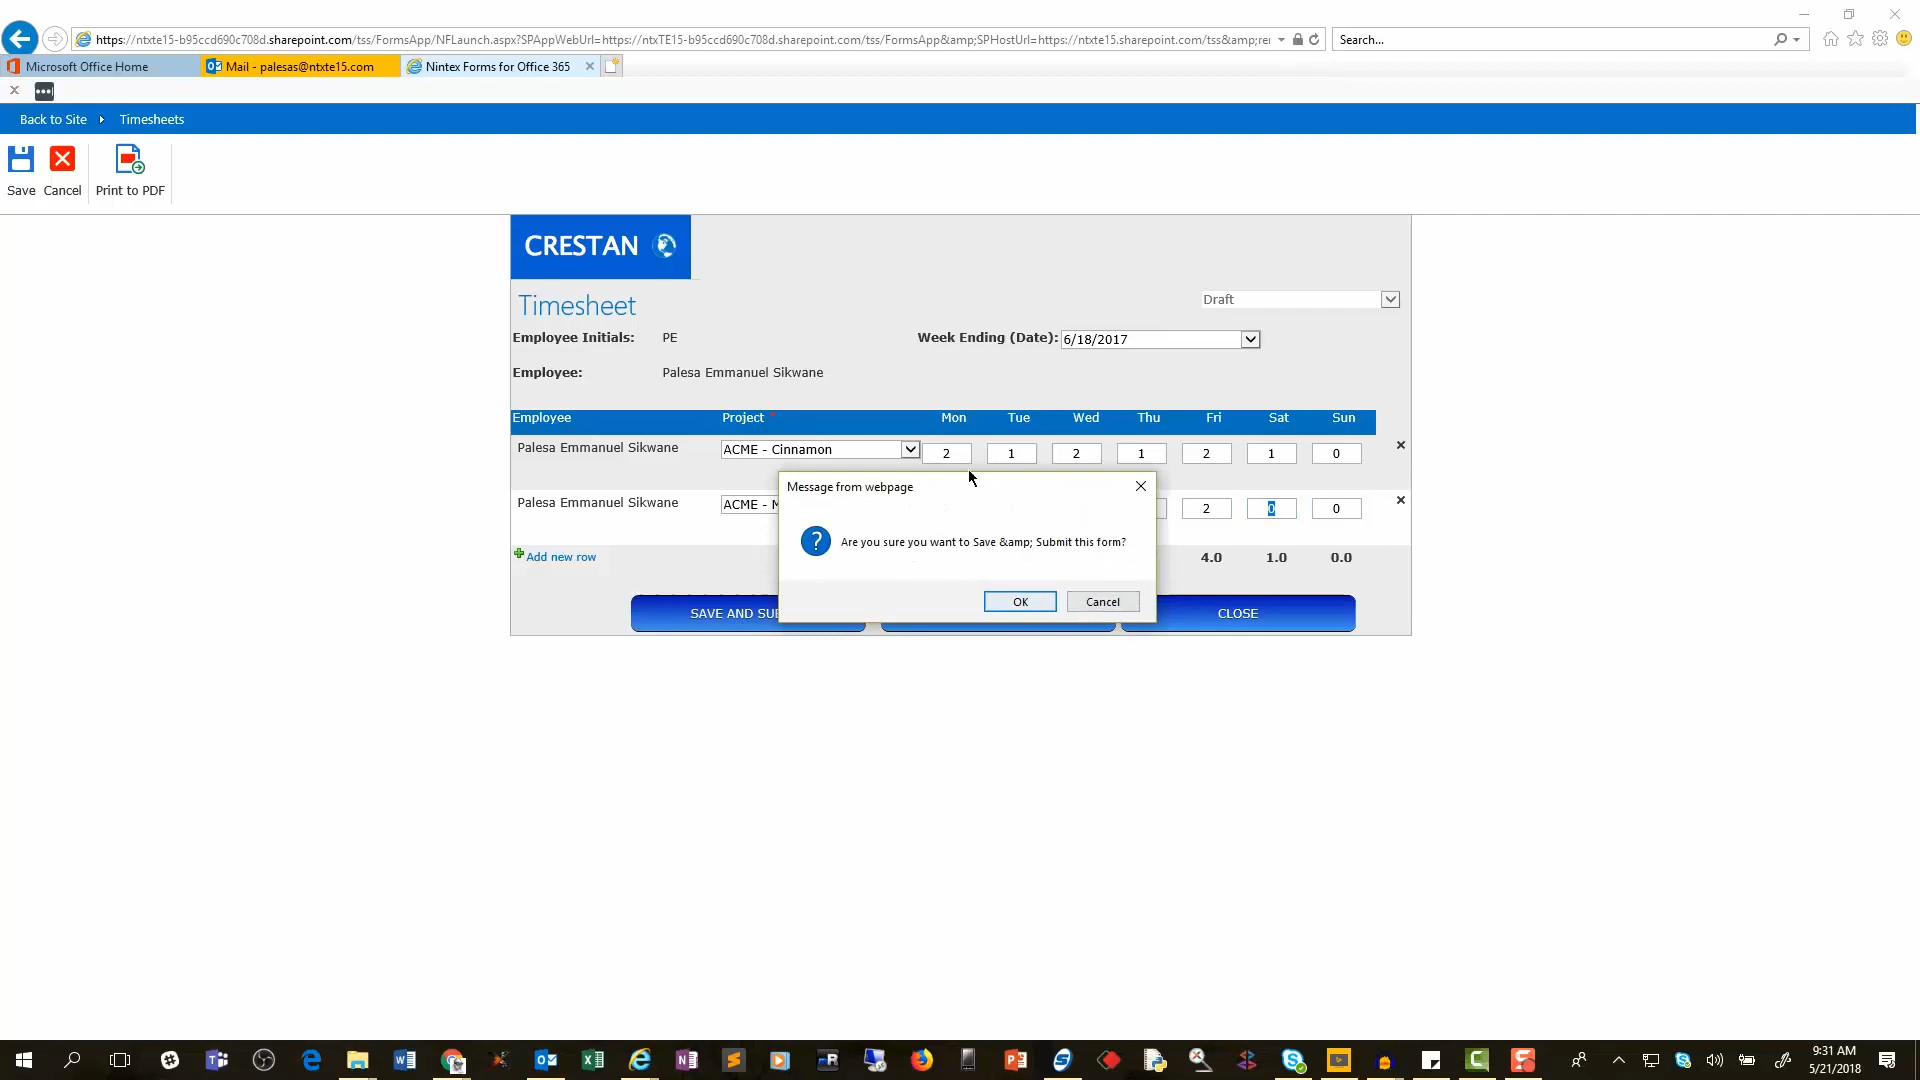 https://ntxte15-b95ccd690c708d.sharepoint.com/tss/FormsApp/NFLaunch.aspx?SPAppWebUrl=https://ntxTE15-b95ccd690c708d.sharepoint.com/tss/FormsApp&amp;SPHostUrl=https://ntxte15.sharepoint.com/tss&amp;rei
Search...
Microsoft Office Home
Mail - palesas@ntxte15.com
Nintex Forms for Office 365
Back to Site
Timesheets
Save
Cancel
Print to PDF
CRESTAN
Timesheet
Draft
Employee Initials: PE
Week Ending (Date): 6/18/2017
Employee: Palesa Emmanuel Sikwane
Employee Project * Mon Tue Wed Thu Fri Sat Sun
Palesa Emmanuel Sikwane ACME - Cinnamon 2 1 2 1 2 1 0
Palesa Emmanuel Sikwane ACME - 2 0 0
Add new row 4.0 1.0 0.0
Message from webpage
Are you sure you want to Save &amp; Submit this form?
OK
Cancel
SAVE AND SU
CLOSE
9:31 AM
5/21/2018